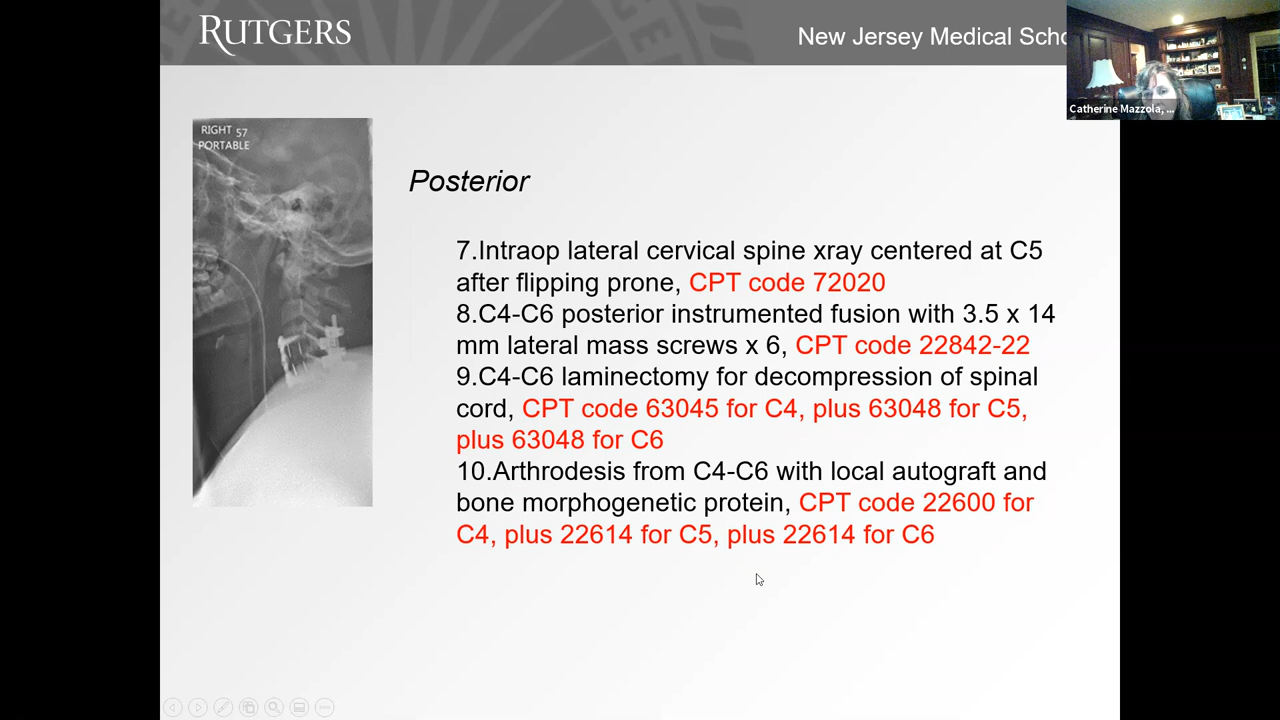 RUTGERS
New Jersey Medical Scho
Catherine Mazzola, ...
RIGHT 57
PORTABLE
Posterior
7.Intraop lateral cervical spine xray centered at C5
after flipping prone, CPT code 72020
8.C4-C6 posterior instrumented fusion with 3.5 x 14
mm lateral mass screws x 6, CPT code 22842-22
9.C4-C6 laminectomy for decompression of spinal
cord, CPT code 63045 for C4, plus 63048 for C5,
plus 63048 for C6
10.Arthrodesis from C4-C6 with local autograft and
bone morphogenetic protein, CPT code 22600 for
C4, plus 22614 for C5, plus 22614 for C6